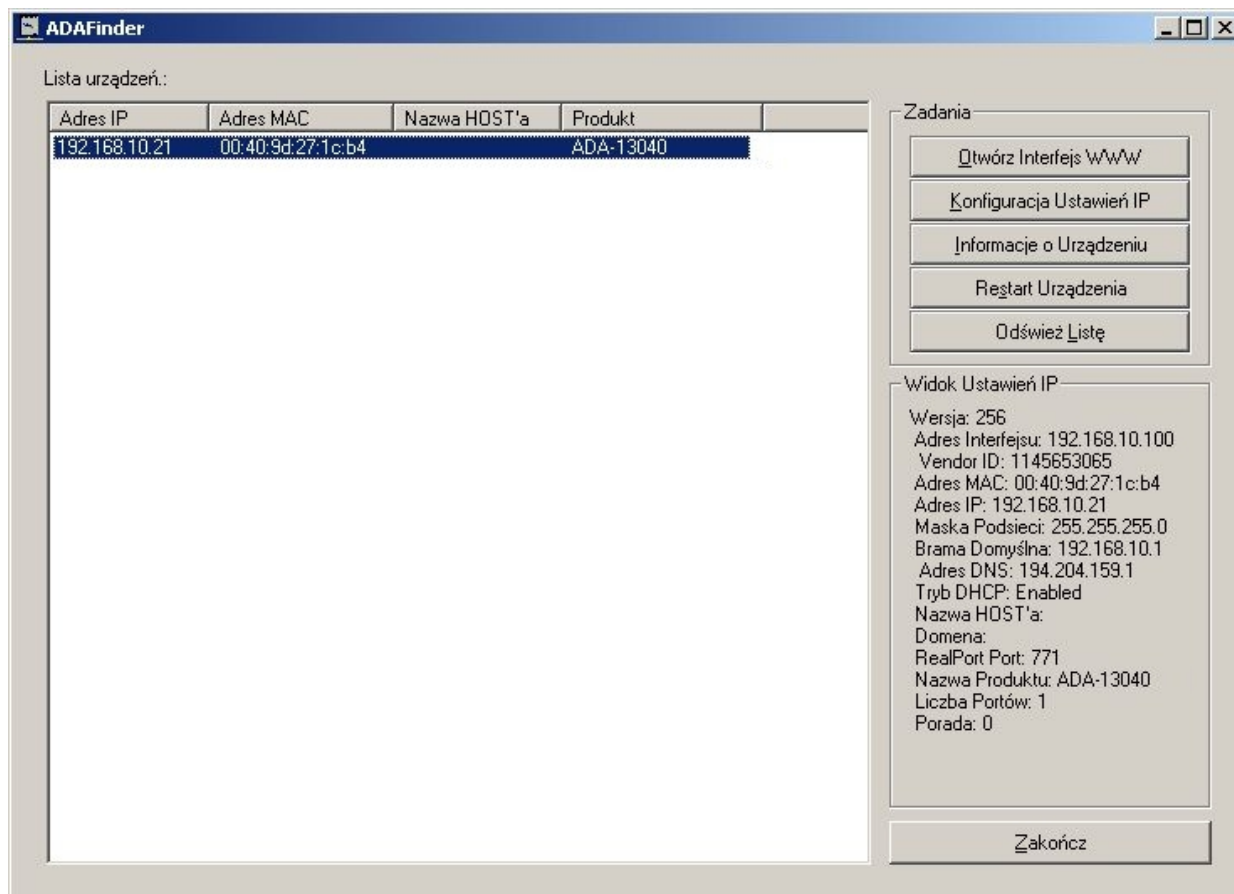 ADAFinder
Lista urządzeń.:
Adres IP Adres MAC Nazwa HOST'a Produkt
192.168.10.21 00:40:9d:27:1c:b4 ADA-13040
Zadania
Otwórz Interfejs WWW
Konfiguracja Ustawień IP
Informacje o Urządzeniu
Restart Urządzenia
Odśwież Listę
Widok Ustawień IP
Wersja: 256
Adres Interfejsu: 192.168.10.100
Vendor ID: 1145653065
Adres MAC: 00:40:9d:27:1c:b4
Adres IP: 192.168.10.21
Maska Podsieci: 255.255.255.0
Brama Domyślna: 192.168.10.1
Adres DNS: 194.204.159.1
Tryb DHCP: Enabled
Nazwa HOST'a:
Domena:
RealPort Port: 771
Nazwa Produktu: ADA-13040
Liczba Portów: 1
Porada: 0
Zakończ